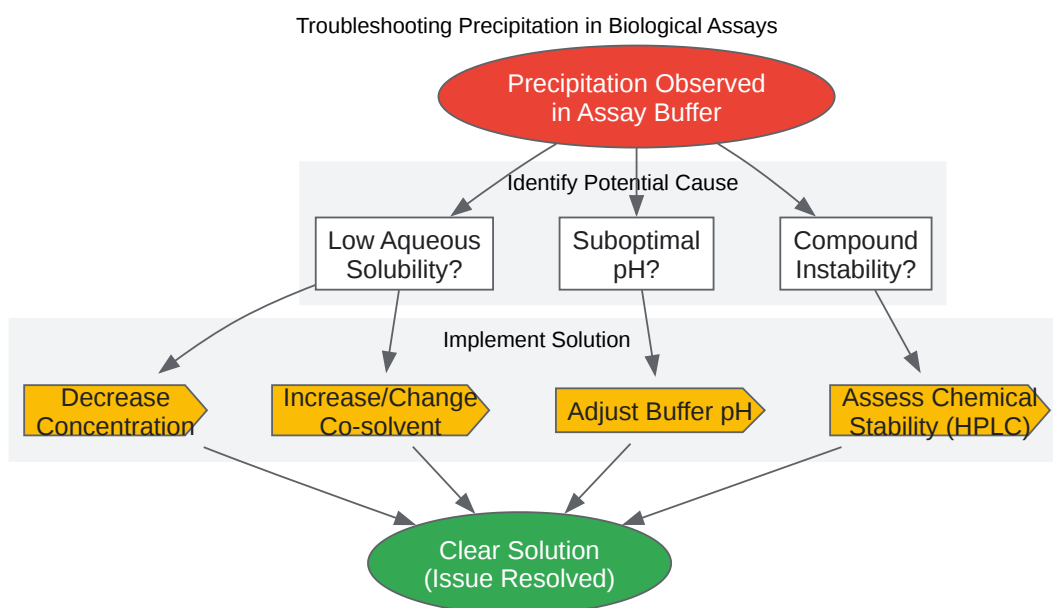 Troubleshooting Precipitation in Biological Assays
Precipitation Observed
in Assay Buffer
Identify Potential Cause
Low Aqueous
Solubility?
Suboptimal
pH?
Compound
Instability?
Implement Solution
Decrease
Concentration
Increase/Change
Co-solvent
Adjust Buffer pH
Assess Chemical
Stability (HPLC)
Clear Solution
(Issue Resolved)